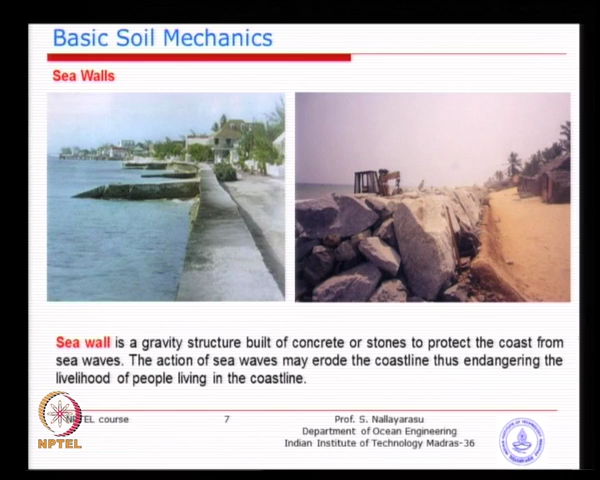 Basic Soil Mechanics
Sea Walls
Sea wall is a gravity structure built of concrete or stones to protect the coast from
sea waves. The action of sea waves may erode the coastline thus endangering the
livelihood of people living in the coastline.
NPTEL course 7 Prof. S. Nallayarasu
Department of Ocean Engineering
Indian Institute of Technology Madras-36
NPTEL